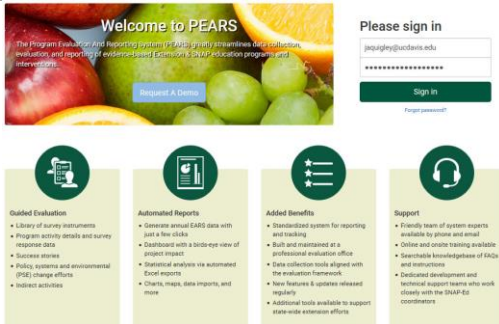 Welcome to PEARS
The Program Evaluation And Reporting System (PEARS) greatly streamlines data collection,
evaluation, and reporting of evidence-based Extension & SNAP education programs and
interventions.
Request A Demo
Please sign in
jaquigley@ucdavis.edu
Sign in
Forgot password?
Guided Evaluation
Library of survey instruments
Program activity details and survey
response data
Success stories
Policy, systems and environmental
(PSE) change efforts
Indirect activities
Automated Reports
Generate annual EARS data with
just a few clicks
Dashboard with a birds-eye-view of
project impact
Statistical analysis via automated
Excel exports
Charts, maps, data imports, and
more
Added Benefits
Standardized system for reporting
and tracking
Built and maintained at a
professional evaluation office
Data collection tools aligned with
the evaluation framework
New features & updates released
regularly
Additional tools available to support
state-wide extension efforts
Support
Friendly team of system experts
available by phone and email
Online and onsite training available
Searchable knowledgebase of FAQs
and instructions
Dedicated development and
technical support teams who work
closely with the SNAP-Ed
coordinators